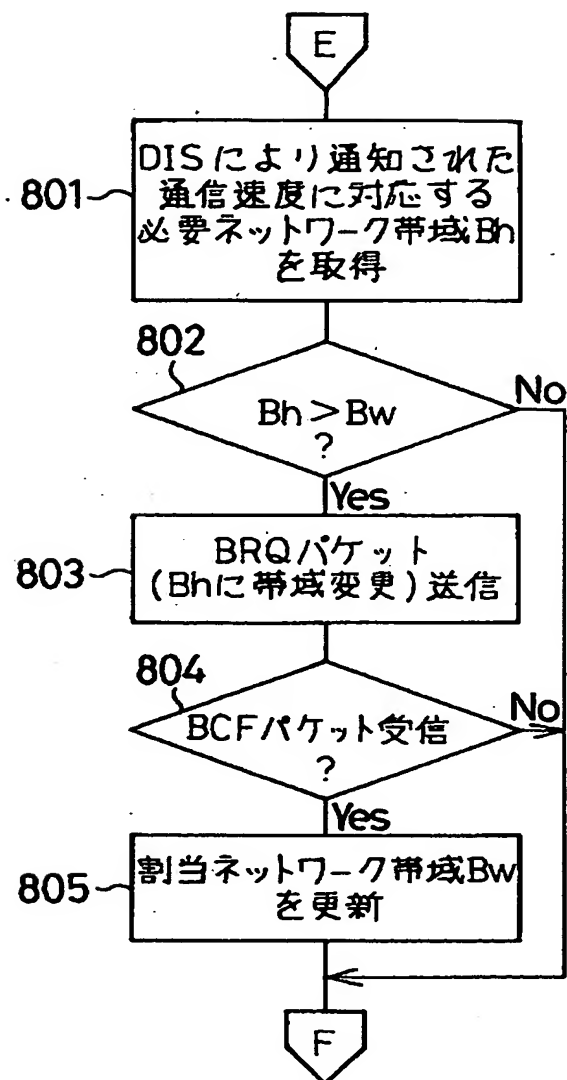 E
801
DISにより通知された
通信速度に対応する
必要ネットワーク帯域Bh
を取得
802
Bh>Bw
?
No
Yes
803
BRQパケット
(Bhに帯域変更)送信
804
BCFパケット受信
?
No
Yes
805
割当ネットワーク帯域Bw
を更新
F